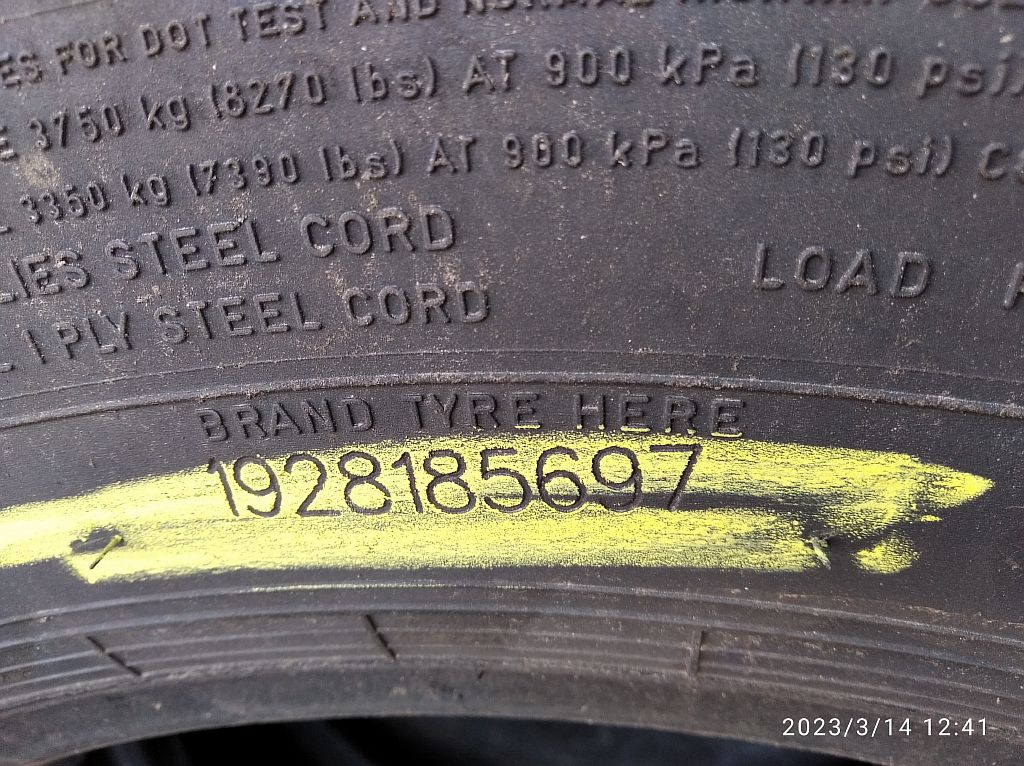 ES FOR DOT TEST AND NORMAL HIGHWAY
E 3750 kg (8270 lbs) AT 900 kPa (130 psi)
L 3350 kg (7390 lbs) AT 900 kPa (130 psi)
LIES STEEL CORD
LOAD
L 1 PLY STEEL CORD
BRAND TYRE HERE
1928185697
2023/3/14 12:41